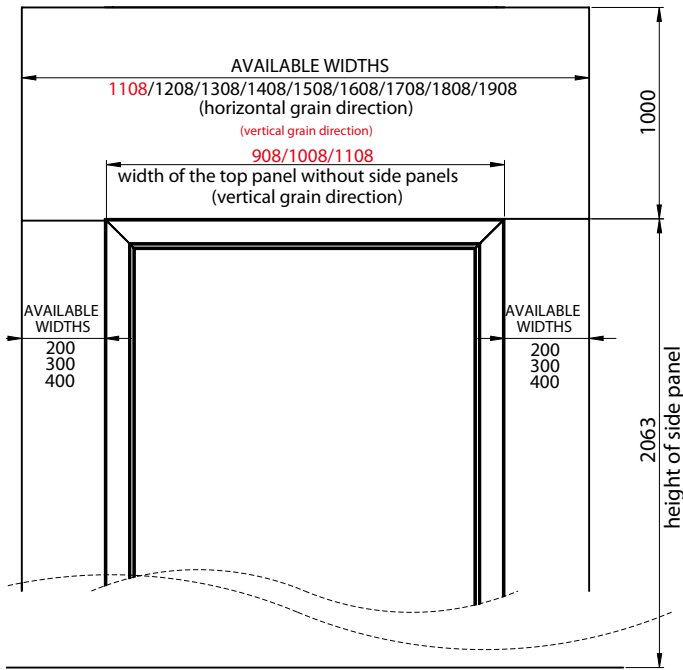 AVAILABLE WIDTHS
1108/1208/1308/1408/1508/1608/1708/1808/1908
(horizontal grain direction)
(vertical grain direction)
908/1008/1108
width of the top panel without side panels
(vertical grain direction)
1000
AVAILABLE
WIDTHS
200
300
400
AVAILABLE
WIDTHS
200
300
400
2063
height of side panel